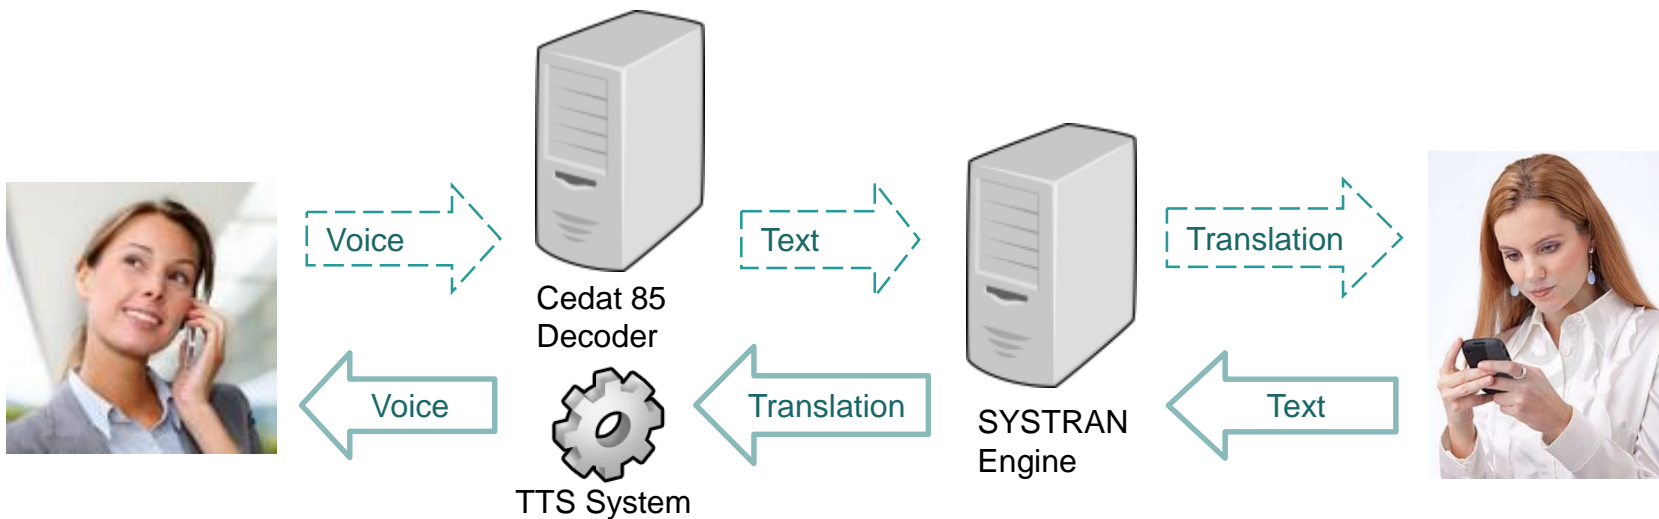 Voice
Text
Translation
Cedat 85
Decoder
Voice
Translation
Text
SYSTRAN
Engine
TTS System